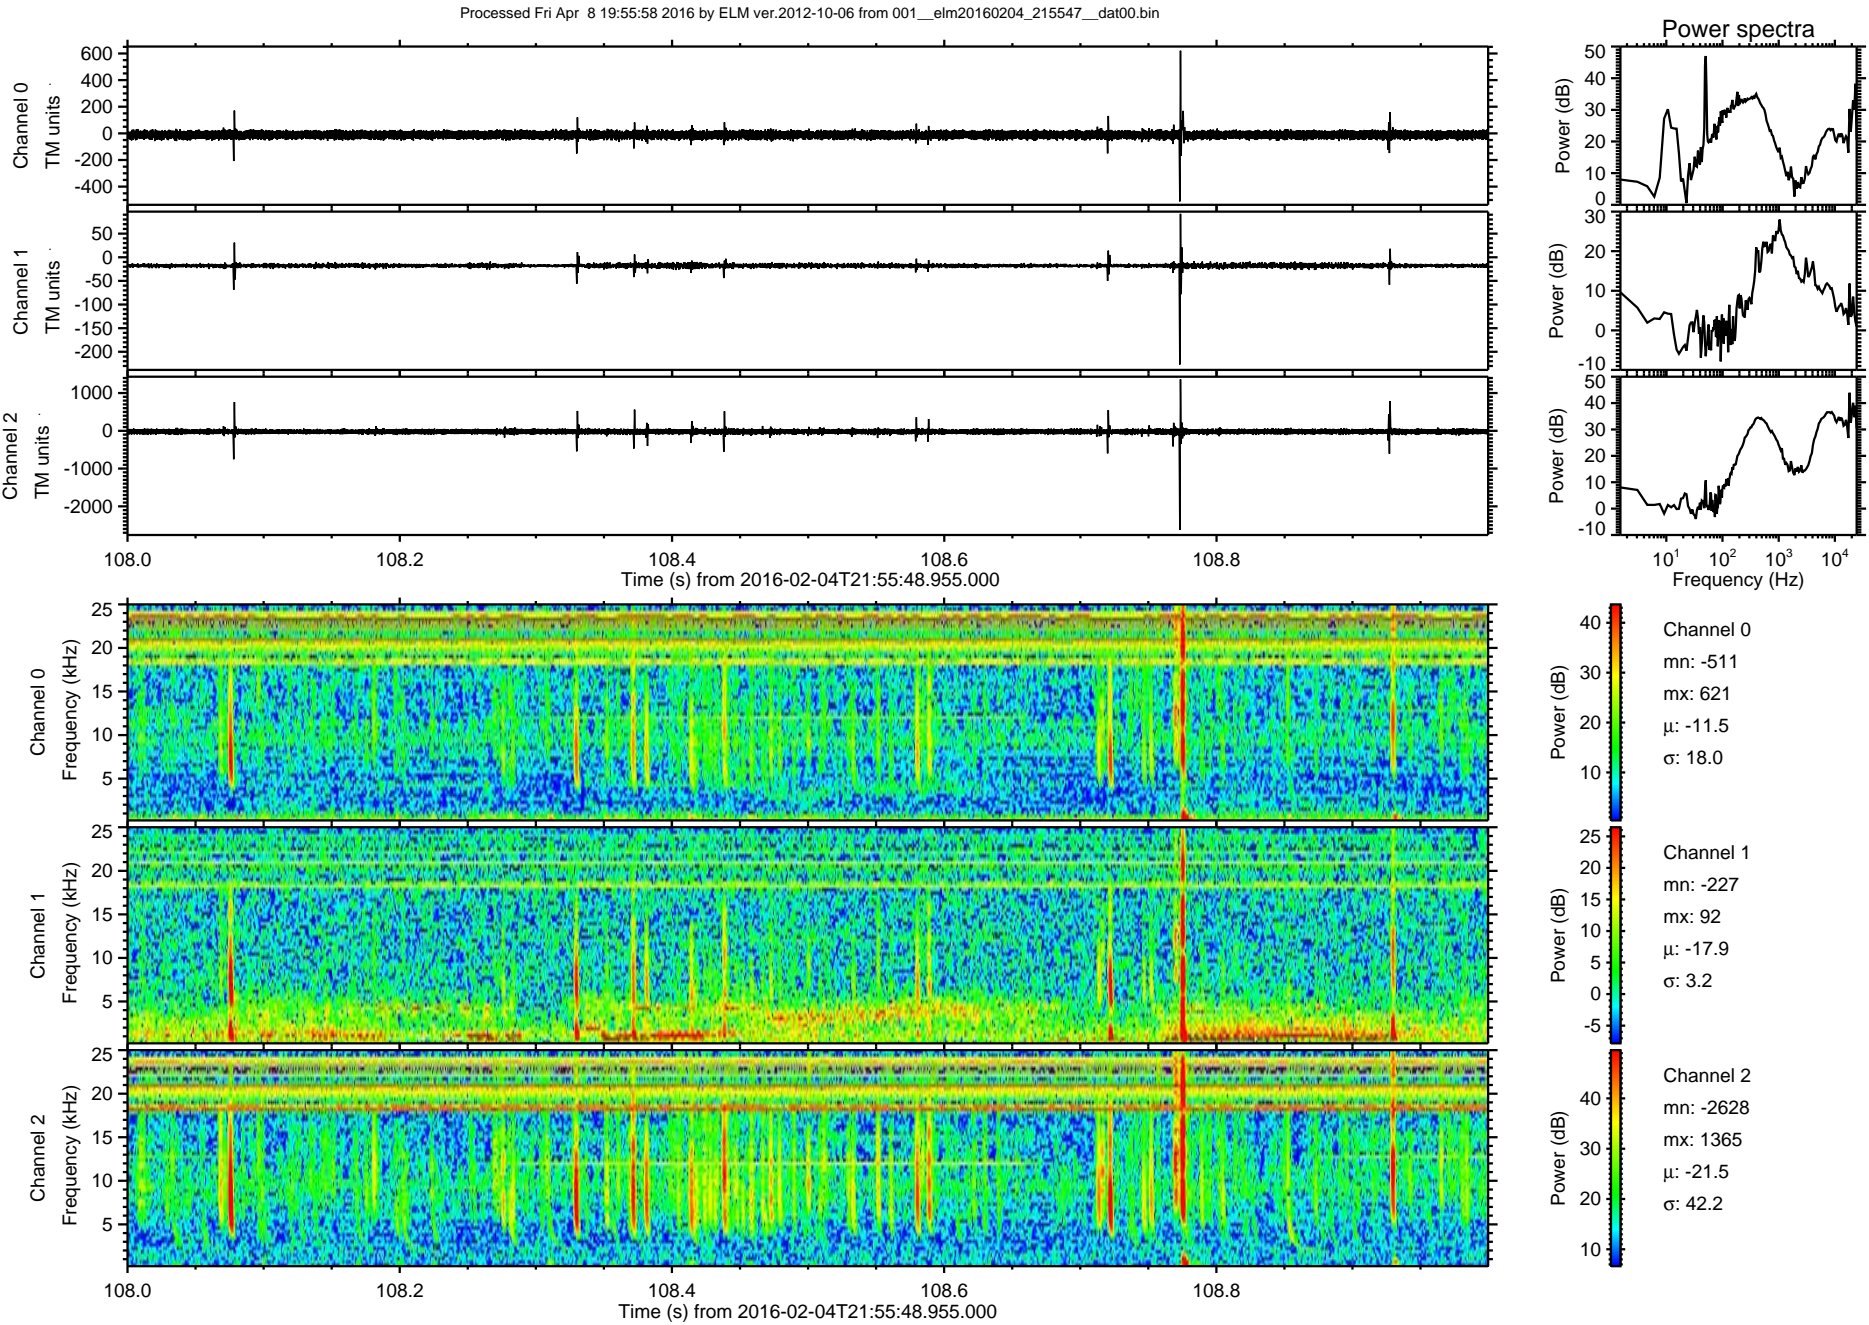 Processed Fri Apr 8 19:55:58 2016 by ELM ver.2012-10-06 from 001__elm20160204_215547__dat00.bin
Power spectra
Channel 0
TM units
600
400
200
0
-200
-400
Power (dB)
50
40
30
20
10
0
Channel 1
TM units
50
0
-50
-100
-150
-200
Power (dB)
30
20
10
0
-10
Channel 2
TM units
1000
0
-1000
-2000
Power (dB)
50
40
30
20
10
0
-10
108.0 108.2 108.4 108.6 108.8
Time (s) from 2016-02-04T21:55:48.955.000
10^1 10^2 10^3 10^4
Frequency (Hz)
Channel 0
Frequency (kHz)
25
20
15
10
5
Power (dB)
40
30
20
10
Channel 0
mn: -511
mx: 621
μ: -11.5
σ: 18.0
Channel 1
Frequency (kHz)
25
20
15
10
5
Power (dB)
25
20
15
10
5
0
-5
Channel 1
mn: -227
mx: 92
μ: -17.9
σ: 3.2
Channel 2
Frequency (kHz)
25
20
15
10
5
Power (dB)
40
30
20
10
Channel 2
mn: -2628
mx: 1365
μ: -21.5
σ: 42.2
108.0 108.2 108.4 108.6 108.8
Time (s) from 2016-02-04T21:55:48.955.000